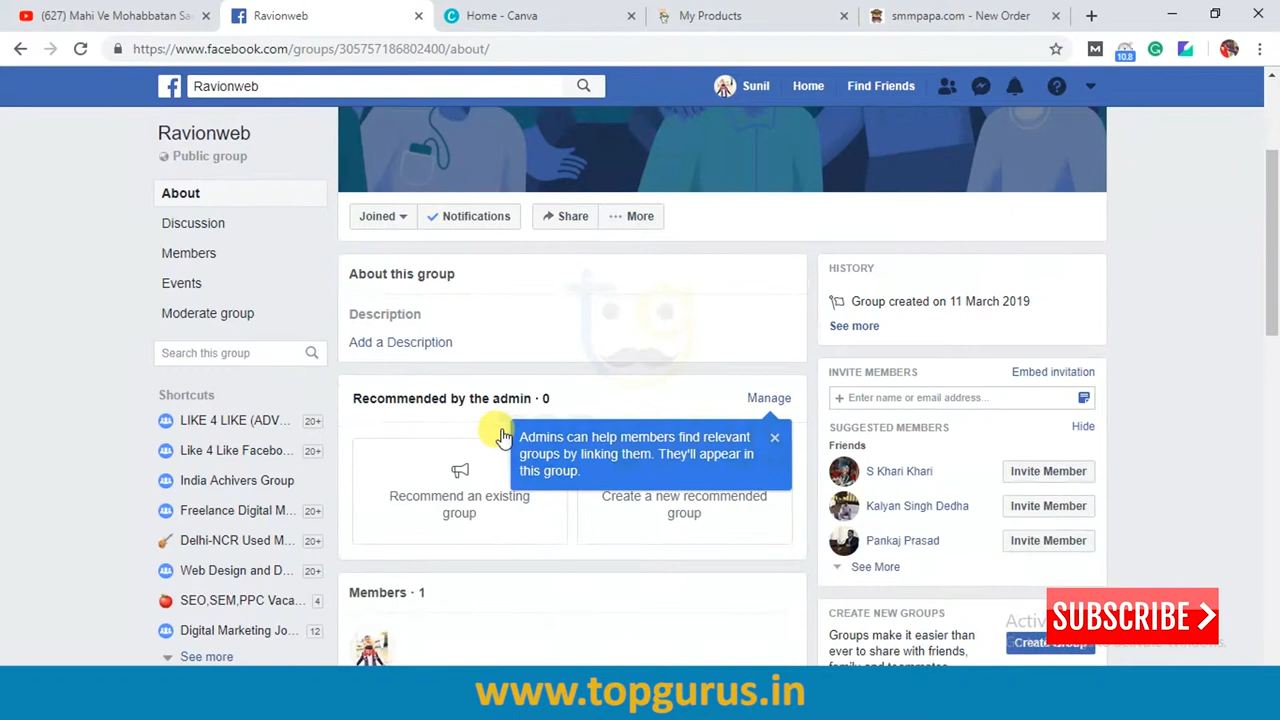 (627) Mahi Ve Mohabbatan Sa
Ravionweb
Home - Canva
My Products
smmpapa.com - New Order
https://www.facebook.com/groups/305757186802400/about/
10.8
Ravionweb
Sunil
Home
Find Friends
Ravionweb
Public group
About
Discussion
Members
Events
Moderate group
Search this group
Shortcuts
LIKE 4 LIKE (ADV... 20+
Like 4 Like Facebo... 20+
India Achivers Group
Freelance Digital M... 20+
Delhi-NCR Used M... 20+
Web Design and D... 20+
SEO,SEM,PPC Vaca... 4
Digital Marketing Jo... 12
See more
Joined
Notifications
Share
More
About this group
Description
Add a Description
Recommended by the admin · 0
Manage
Admins can help members find relevant
groups by linking them. They'll appear in
this group.
Recommend an existing
group
Create a new recommended
group
Members · 1
HISTORY
Group created on 11 March 2019
See more
INVITE MEMBERS
Embed invitation
Enter name or email address...
SUGGESTED MEMBERS
Hide
Friends
S Khari Khari
Invite Member
Kalyan Singh Dedha
Invite Member
Pankaj Prasad
Invite Member
See More
CREATE NEW GROUPS
Groups make it easier than
ever to share with friends,
family and teammates.
Create Group
SUBSCRIBE
www.topgurus.in